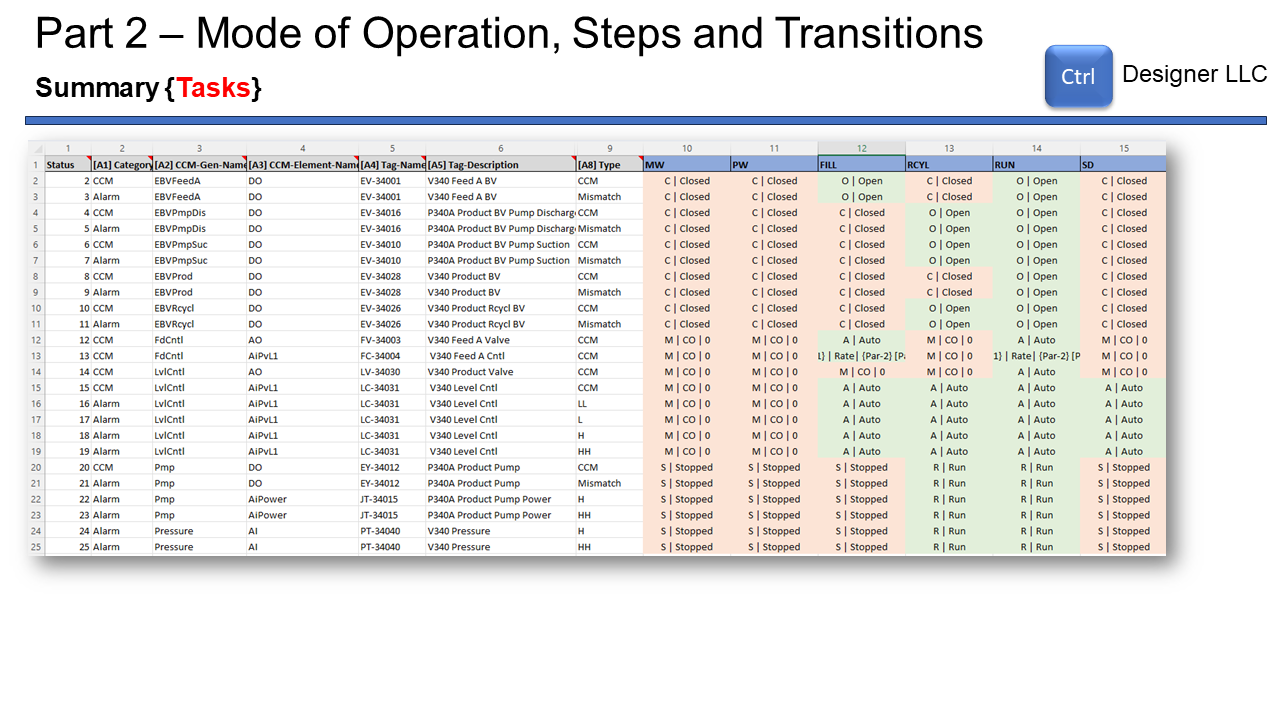 Part 2 – Mode of Operation, Steps and Transitions
Summary {Tasks}
Ctrl
Designer LLC
1 2 3 4 5 6 9 10 11 12 13 14 15
1 Status [A1] Category [A2] CCM-Gen-Name [A3] CCM-Element-Nam [A4] Tag-Name [A5] Tag-Description [A8] Type MW PW FILL RCYL RUN SD
2 2 CCM EBVFeedA DO EV-34001 V340 Feed A BV CCM C | Closed C | Closed O | Open C | Closed O | Open C | Closed
3 3 Alarm EBVFeedA DO EV-34001 V340 Feed A BV Mismatch C | Closed C | Closed O | Open C | Closed O | Open C | Closed
4 4 CCM EBVPmpDis DO EV-34016 P340A Product BV Pump Discharg CCM C | Closed C | Closed C | Closed O | Open O | Open C | Closed
5 5 Alarm EBVPmpDis DO EV-34016 P340A Product BV Pump Discharg Mismatch C | Closed C | Closed C | Closed O | Open O | Open C | Closed
6 6 CCM EBVPmpSuc DO EV-34010 P340A Product BV Pump Suction CCM C | Closed C | Closed C | Closed O | Open O | Open C | Closed
7 7 Alarm EBVPmpSuc DO EV-34010 P340A Product BV Pump Suction Mismatch C | Closed C | Closed C | Closed O | Open O | Open C | Closed
8 8 CCM EBVProd DO EV-34028 V340 Product BV CCM C | Closed C | Closed C | Closed C | Closed O | Open C | Closed
9 9 Alarm EBVProd DO EV-34028 V340 Product BV Mismatch C | Closed C | Closed C | Closed C | Closed O | Open C | Closed
10 10 CCM EBVRcycl DO EV-34026 V340 Product Rcycl BV CCM C | Closed C | Closed C | Closed O | Open O | Open C | Closed
11 11 Alarm EBVRcycl DO EV-34026 V340 Product Rcycl BV Mismatch C | Closed C | Closed C | Closed O | Open O | Open C | Closed
12 12 CCM FdCntl AO FV-34003 V340 Feed A Valve CCM M | CO | 0 M | CO | 0 A | Auto M | CO | 0 A | Auto M | CO | 0
13 13 CCM FdCntl AiPvL1 FC-34004 V340 Feed A Cntl CCM M | CO | 0 M | CO | 0 1} | Rate| {Par-2} [Pa M | CO | 0 1} | Rate| {Par-2} [P M | CO | 0
14 14 CCM LvlCntl AO LV-34030 V340 Product Valve CCM M | CO | 0 M | CO | 0 M | CO | 0 M | CO | 0 A | Auto M | CO | 0
15 15 CCM LvlCntl AiPvL1 LC-34031 V340 Level Cntl CCM M | CO | 0 M | CO | 0 A | Auto A | Auto A | Auto A | Auto
16 16 Alarm LvlCntl AiPvL1 LC-34031 V340 Level Cntl LL M | CO | 0 M | CO | 0 A | Auto A | Auto A | Auto A | Auto
17 17 Alarm LvlCntl AiPvL1 LC-34031 V340 Level Cntl L M | CO | 0 M | CO | 0 A | Auto A | Auto A | Auto A | Auto
18 18 Alarm LvlCntl AiPvL1 LC-34031 V340 Level Cntl H M | CO | 0 M | CO | 0 A | Auto A | Auto A | Auto A | Auto
19 19 Alarm LvlCntl AiPvL1 LC-34031 V340 Level Cntl HH M | CO | 0 M | CO | 0 A | Auto A | Auto A | Auto A | Auto
20 20 CCM Pmp DO EY-34012 P340A Product Pump CCM S | Stopped S | Stopped S | Stopped R | Run R | Run S | Stopped
21 21 Alarm Pmp DO EY-34012 P340A Product Pump Mismatch S | Stopped S | Stopped S | Stopped R | Run R | Run S | Stopped
22 22 Alarm Pmp AiPower JT-34015 P340A Product Pump Power H S | Stopped S | Stopped S | Stopped R | Run R | Run S | Stopped
23 23 Alarm Pmp AiPower JT-34015 P340A Product Pump Power HH S | Stopped S | Stopped S | Stopped R | Run R | Run S | Stopped
24 24 Alarm Pressure AI PT-34040 V340 Pressure H S | Stopped S | Stopped S | Stopped R | Run R | Run S | Stopped
25 25 Alarm Pressure AI PT-34040 V340 Pressure HH S | Stopped S | Stopped S | Stopped R | Run R | Run S | Stopped